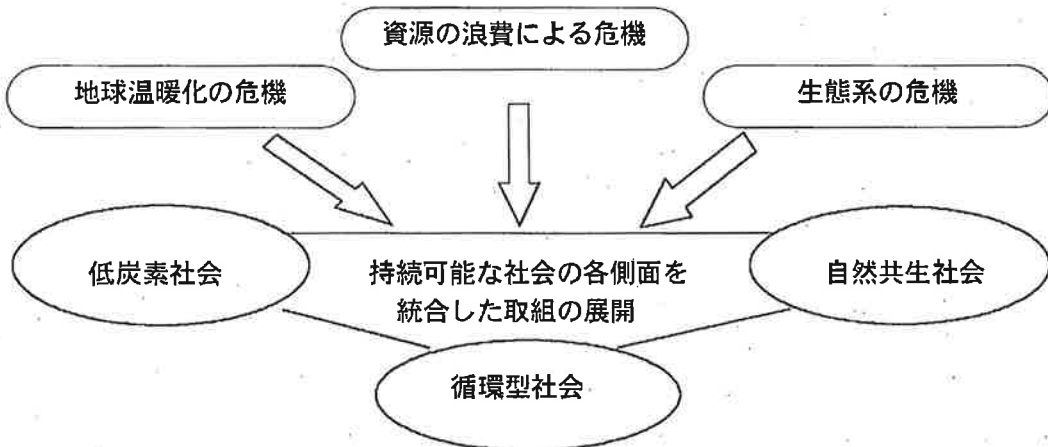 資源の浪費による危機
地球温暖化の危機
生態系の危機
低炭素社会
持続可能な社会の各側面を
統合した取組の展開
自然共生社会
循環型社会